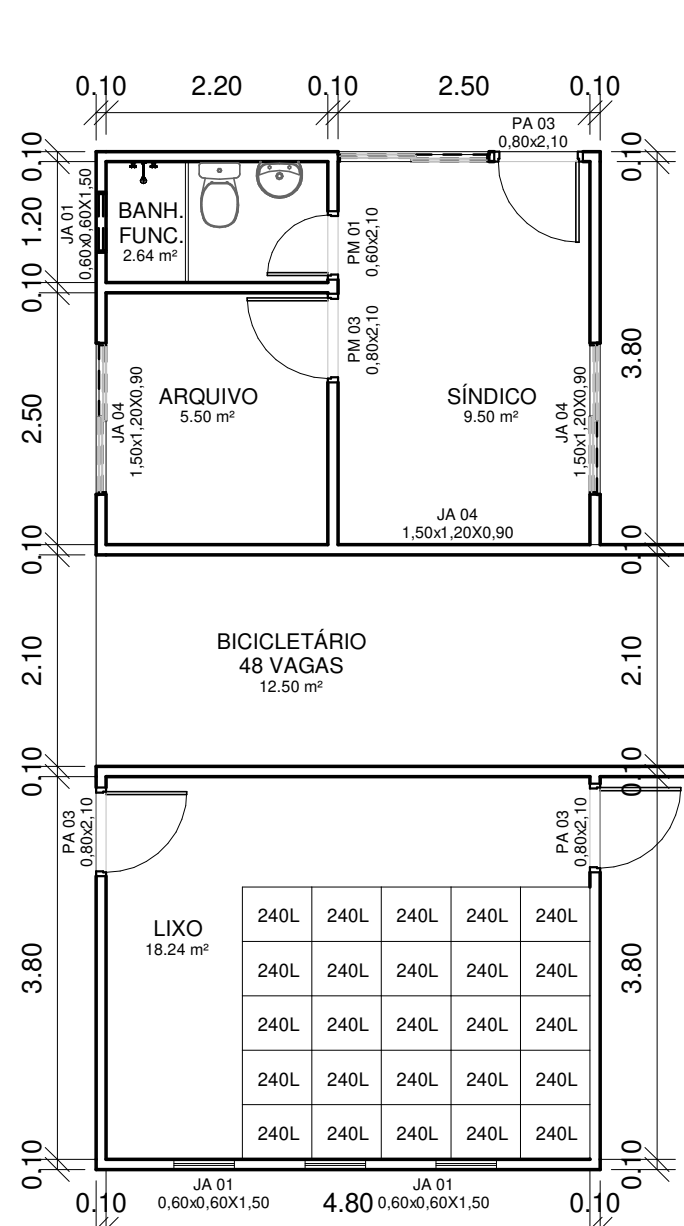 0.10 2.20 0.10 2.50 0.10
PA 03
0,80x2,10
0.10
1.20
0.10
2.50
0.10
2.10
0.10
3.80
0.10
JA 01
0,60x0,60X1,50
BANH.
FUNC.
2.64 m²
PM 01
0,60x2,10
PM 03
0,80x2,10
0.10
3.80
0.10
2.10
0.10
3.80
0.10
ARQUIVO
5.50 m²
JA 04
1,50x1,20X0,90
SÍNDICO
9.50 m²
JA 04
1,50x1,20X0,90
JA 04
1,50x1,20X0,90
BICICLETÁRIO
48 VAGAS
12.50 m²
PA 03
0,80x2,10
PA 03
0,80x2,10
LIXO
18.24 m²
240L 240L 240L 240L 240L
240L 240L 240L 240L 240L
240L 240L 240L 240L 240L
240L 240L 240L 240L 240L
240L 240L 240L 240L 240L
JA 01
0,60x0,60X1,50
JA 01
0,60x0,60X1,50
0.10 4.80 0.10